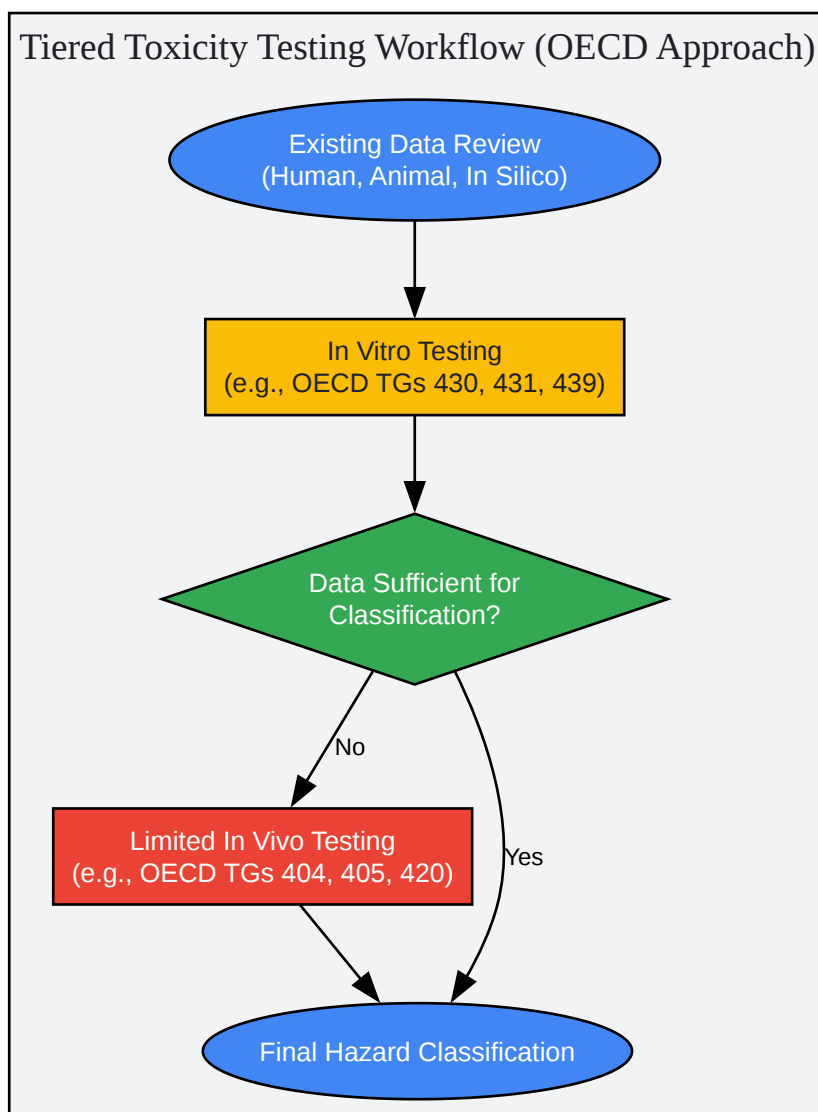 Tiered Toxicity Testing Workflow (OECD Approach)
Existing Data Review
(Human, Animal, In Silico)
In Vitro Testing
(e.g., OECD TGs 430, 431, 439)
Data Sufficient for
Classification?
No
Limited In Vivo Testing
(e.g., OECD TGs 404, 405, 420)
Yes
Final Hazard Classification